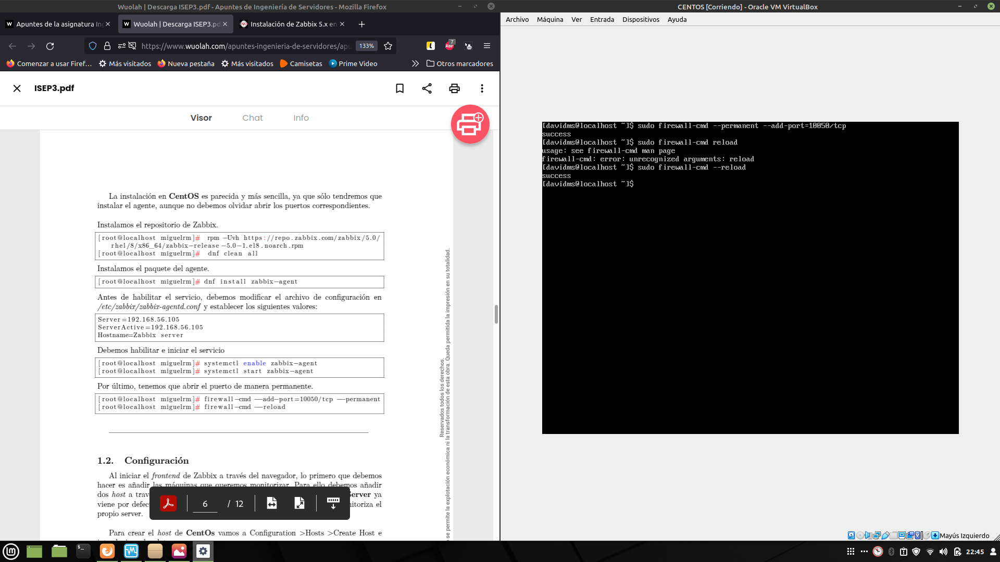 Wuolah | Descarga ISEP3.pdf - Apuntes de Ingeniería de Servidores - Mozilla Firefox
Apuntes de la asignatura In
Wuolah | Descarga ISEP3.pd
Instalación de Zabbix 5.x en
https://www.wuolah.com/apuntes-ingenieria-de-servidores/apu
133%
7
ABP
Comenzar a usar Firef...
Más visitados
Nueva pestaña
Más visitados
Camisetas
Prime Video
Otros marcadores
ISEP3.pdf
Visor
Chat
Info
La instalación en CentOS es parecida y más sencilla, ya que sólo tendremos que
instalar el agente, aunque no debemos olvidar abrir los puertos correspondientes.
Instalamos el repositorio de Zabbix.
[root@localhost miguelrm]# rpm -Uvh https://repo.zabbix.com/zabbix/5.0/
rhel/8/x86_64/zabbix-release-5.0-1.el8.noarch.rpm
[root@localhost miguelrm]# dnf clean all
Instalamos el paquete del agente.
[root@localhost miguelrm]# dnf install zabbix-agent
Antes de habilitar el servicio, debemos modificar el archivo de configuración en
/etc/zabbix/zabbix-agentd.conf y establecer los siguientes valores:
Server=192.168.56.105
ServerActive=192.168.56.105
Hostname=Zabbix server
Debemos habilitar e iniciar el servicio
[root@localhost miguelrm]# systemctl enable zabbix-agent
[root@localhost miguelrm]# systemctl start zabbix-agent
Por último, tenemos que abrir el puerto de manera permanente.
[root@localhost miguelrm]# firewall-cmd --add-port=10050/tcp --permanent
[root@localhost miguelrm]# firewall-cmd --reload
1.2. Configuración
Al iniciar el frontend de Zabbix a través del navegador, lo primero que debemos
hacer es añadir las máquinas que queremos monitorizar. Para ello debemos añadir
dos host a trav Server ya
viene por defec nitoriza el
propio server.
Para crear el host de CentOs vamos a Configuration >Hosts >Create Host e
6 / 12
Reservados todos los derechos.
se permite la explotación económica ni la transformación de esta obra. Queda permitida la impresión en su totalidad.
CENTOS [Corriendo] - Oracle VM VirtualBox
Archivo
Máquina
Ver
Entrada
Dispositivos
Ayuda
[davidms@localhost ~]$ sudo firewall-cmd --permanent --add-port=10050/tcp
success
[davidms@localhost ~]$ sudo firewall-cmd reload
usage: see firewall-cmd man page
firewall-cmd: error: unrecognized arguments: reload
[davidms@localhost ~]$ sudo firewall-cmd --reload
success
[davidms@localhost ~]$
Mayús Izquierdo
22:45